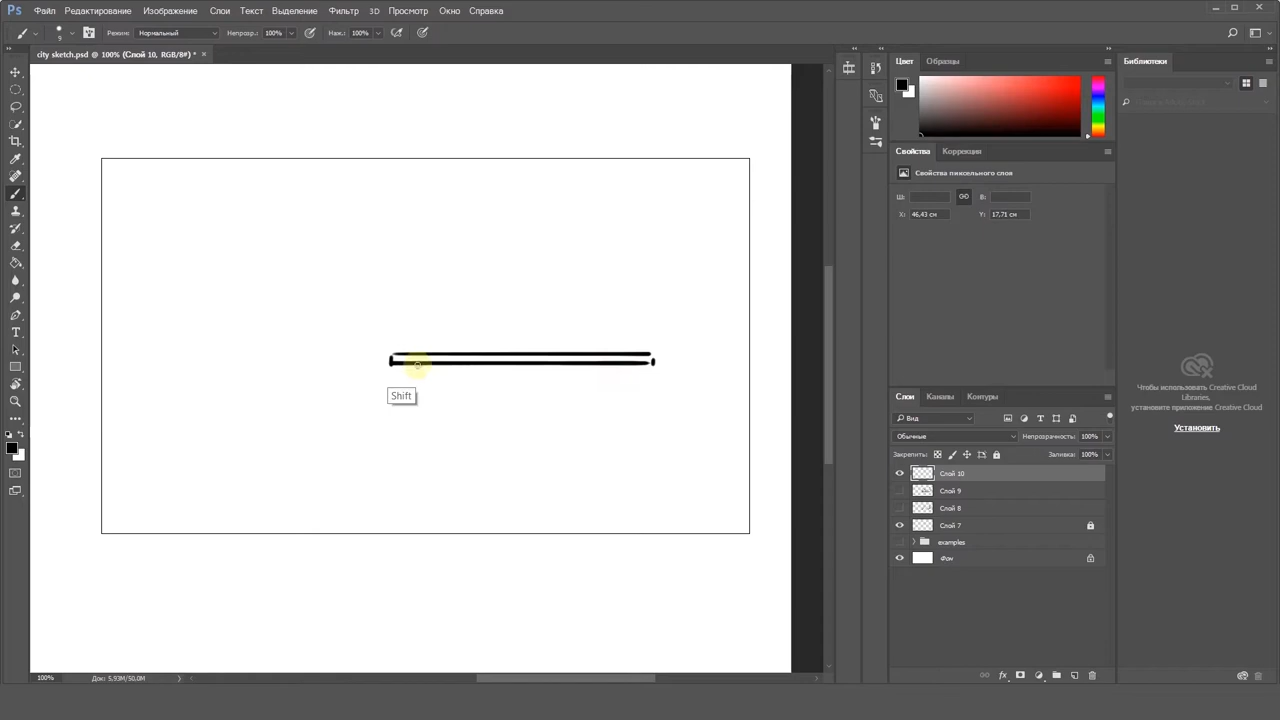 Ps Файл Редактирование Изображение Слои Текст Выделение Фильтр 3D Просмотр Окно Справка
9 Режим: Нормальный Непрозр.: 100% Наж.: 100%
city sketch.psd @ 100% (Слой 10, RGB/8#) * ×
Цвет Образцы
Библиотеки
Свойства Коррекция
Свойства пиксельного слоя
Ш: В:
X: 46,43 см Y: 17,71 см
Shift
Чтобы использовать Creative Cloud
Libraries,
установите приложение Creative Cloud
Установить
Слои Каналы Контуры
Вид
Обычные Непрозрачность: 100%
Закрепить: Заливка: 100%
Слой 10
Слой 9
Слой 8
Слой 7
examples
Фон
100% Док: 5,93M/50,0M